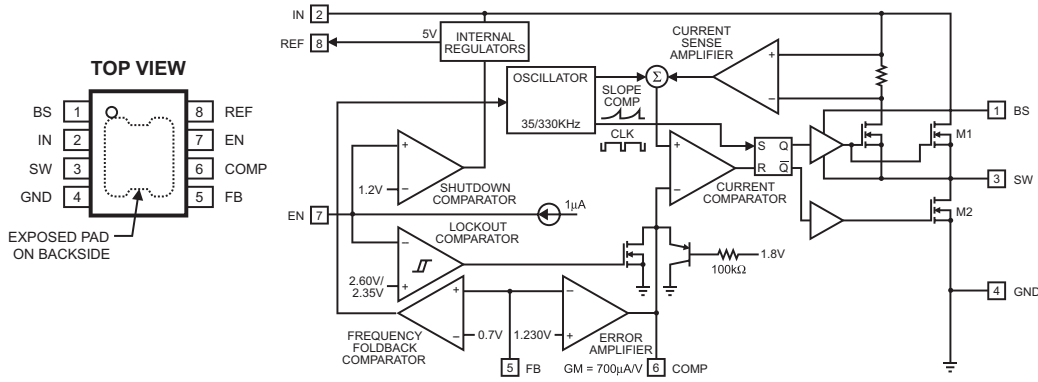 TOP VIEW
BS 1
IN 2
SW 3
GND 4
8 REF
7 EN
6 COMP
5 FB
EXPOSED PAD
ON BACKSIDE
IN 2
REF 8
5V
INTERNAL
REGULATORS
CURRENT
SENSE
AMPLIFIER
+
−
OSCILLATOR
35/330KHz
Σ
SLOPE
COMP
CLK
+
−
1.2V
SHUTDOWN
COMPARATOR
+
−
CURRENT
COMPARATOR
S Q
R Q̅
1 BS
M1
3 SW
M2
4 GND
EN 7
1µA
LOCKOUT
COMPARATOR
−
+
2.60V/
2.35V
1.8V
100kΩ
+
−
0.7V
FREQUENCY
FOLDBACK
COMPARATOR
−
+
1.230V
ERROR
AMPLIFIER
5 FB
GM = 700µA/V
6 COMP